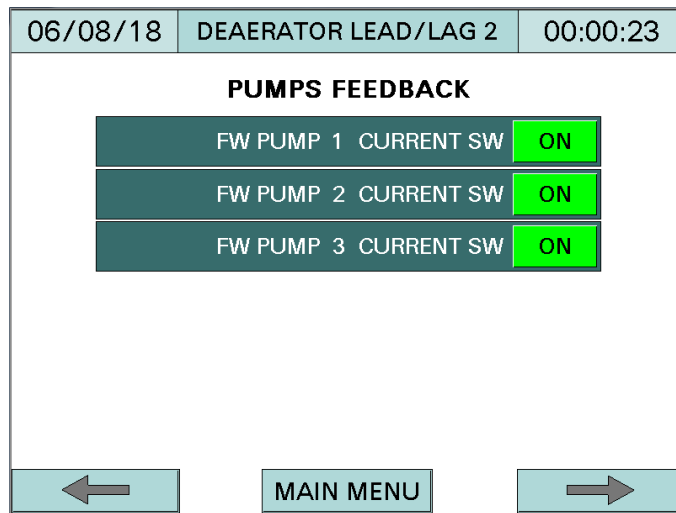 06/08/18 DEAERATOR LEAD/LAG 2 00:00:23
PUMPS FEEDBACK
FW PUMP 1 CURRENT SW ON
FW PUMP 2 CURRENT SW ON
FW PUMP 3 CURRENT SW ON
MAIN MENU